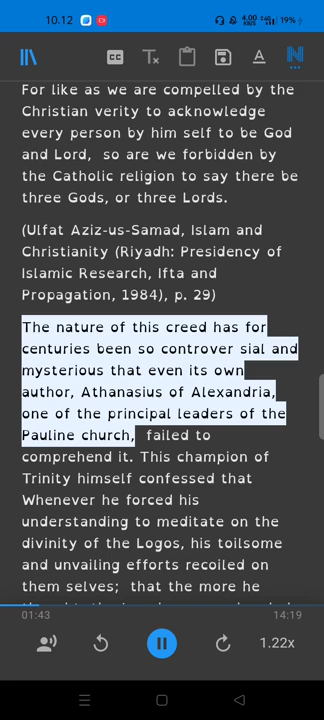 10.12
4.00
KB/S
19%
CC
A
N
For like as we are compelled by the
Christian verity to acknowledge
every person by him self to be God
and Lord,  so are we forbidden by
the Catholic religion to say there be
three Gods, or three Lords.
(Ulfat Aziz-us-Samad, Islam and
Christianity (Riyadh: Presidency of
Islamic Research, Ifta and
Propagation, 1984), p. 29)
The nature of this creed has for
centuries been so controver sial and
mysterious that even its own
author, Athanasius of Alexandria,
one of the principal leaders of the
Pauline church,  failed to
comprehend it. This champion of
Trinity himself confessed that
Whenever he forced his
understanding to meditate on the
divinity of the Logos, his toilsome
and unvailing efforts recoiled on
them selves;  that the more he
01:43
14:19
1.22x